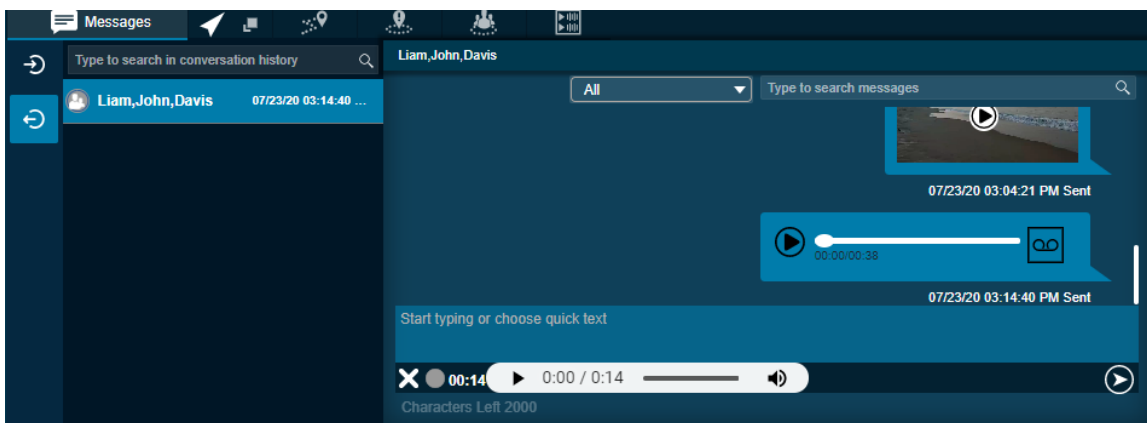 Messages
Type to search in conversation history
Liam,John,Davis 07/23/20 03:14:40 ...
Liam,John,Davis
All
Type to search messages
07/23/20 03:04:21 PM Sent
00:00/00:38
07/23/20 03:14:40 PM Sent
Start typing or choose quick text
00:14
0:00 / 0:14
Characters Left 2000